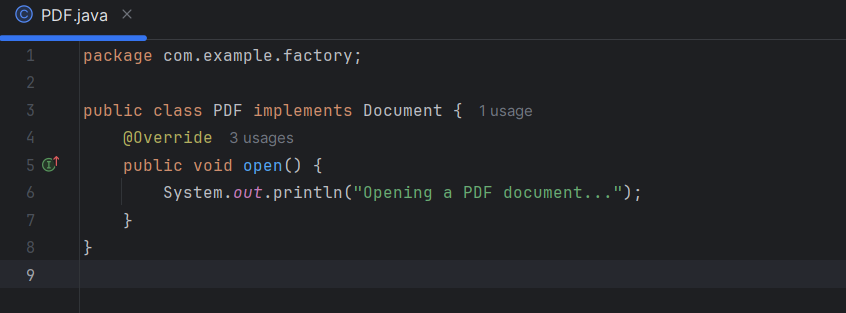 PDF.java
1 package com.example.factory;
2
3 public class PDF implements Document { 1 usage
4     @Override 3 usages
5     public void open() {
6         System.out.println("Opening a PDF document...");
7     }
8 }
9